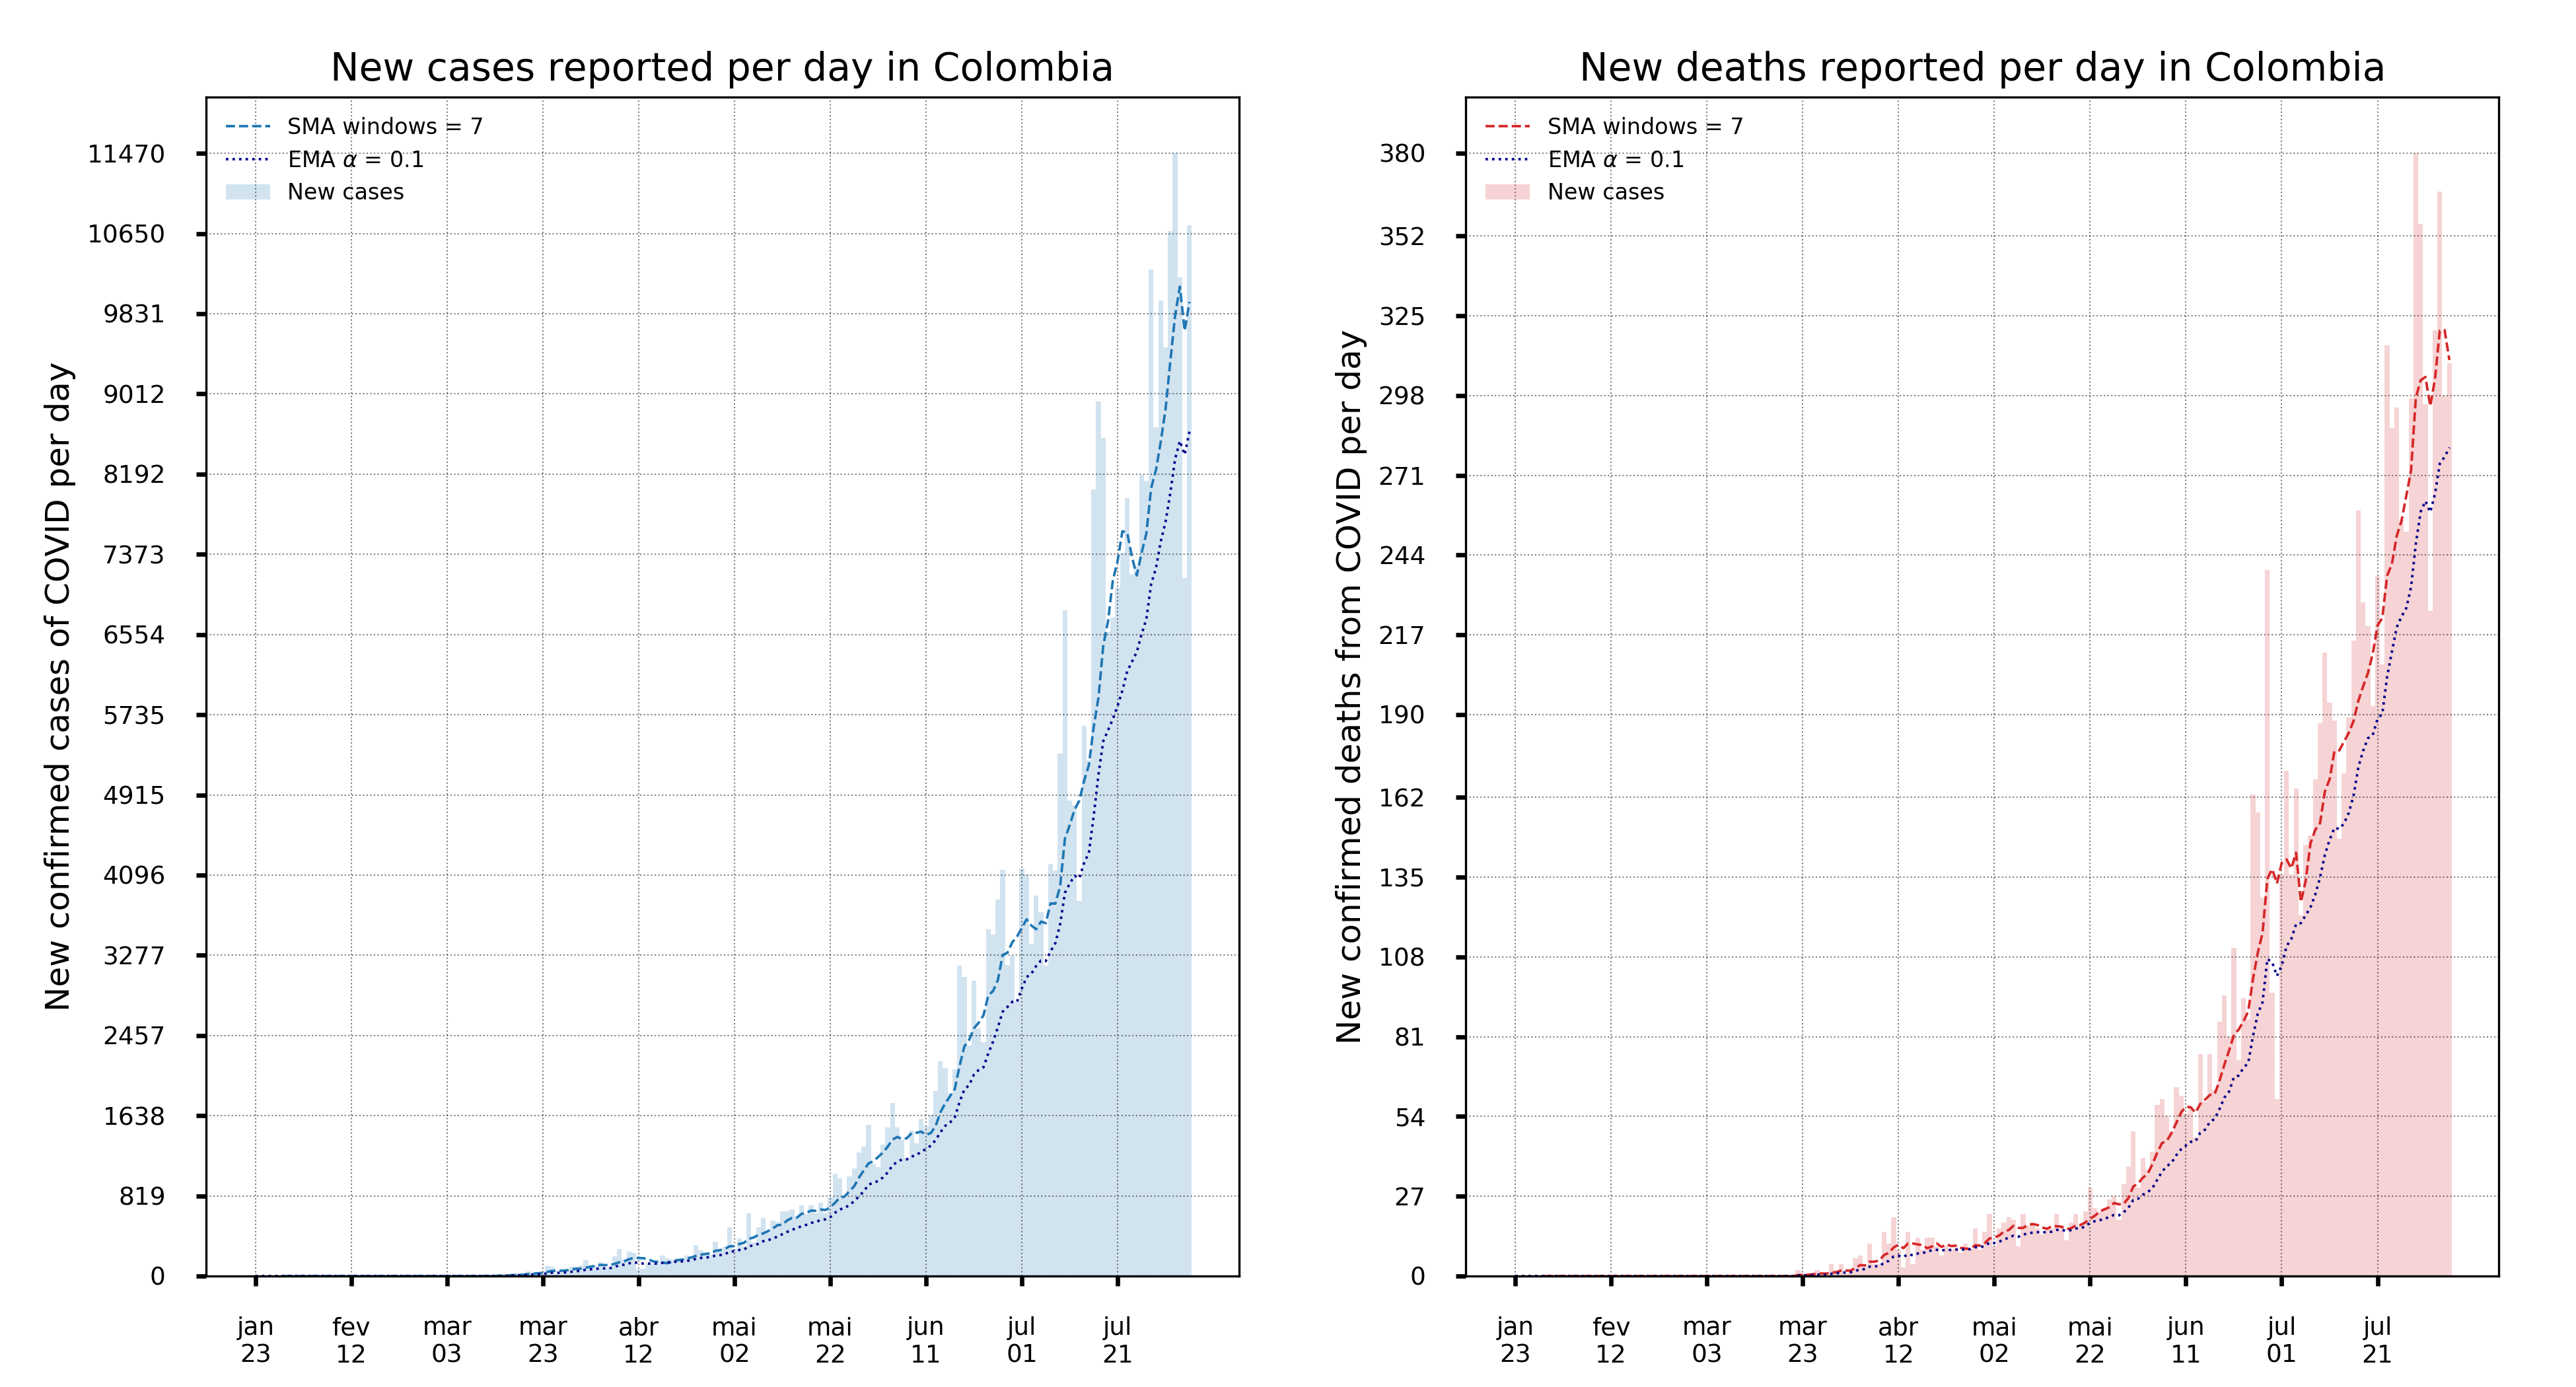 New cases reported per day in Colombia
SMA windows = 7
EMA α = 0.1
New cases
New confirmed cases of COVID per day
11470
10650
9831
9012
8192
7373
6554
5735
4915
4096
3277
2457
1638
819
0
jan 23
fev 12
mar 03
mar 23
abr 12
mai 02
mai 22
jun 11
jul 01
jul 21
New deaths reported per day in Colombia
SMA windows = 7
EMA α = 0.1
New cases
New confirmed deaths from COVID per day
380
352
325
298
271
244
217
190
162
135
108
81
54
27
0
jan 23
fev 12
mar 03
mar 23
abr 12
mai 02
mai 22
jun 11
jul 01
jul 21